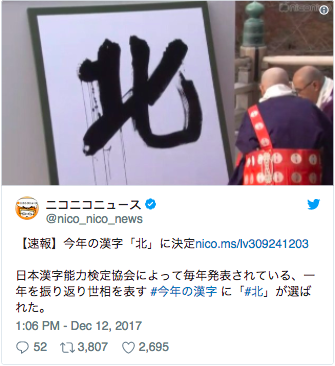 北
ニコニコニュース
@nico_nico_news
【速報】今年の漢字「北」に決定nico.ms/lv309241203
日本漢字能力検定協会によって毎年発表されている、一
年を振り返り世相を表す #今年の漢字 に「#北」が選ば
れた。
1:06 PM - Dec 12, 2017
52 3,807 2,695